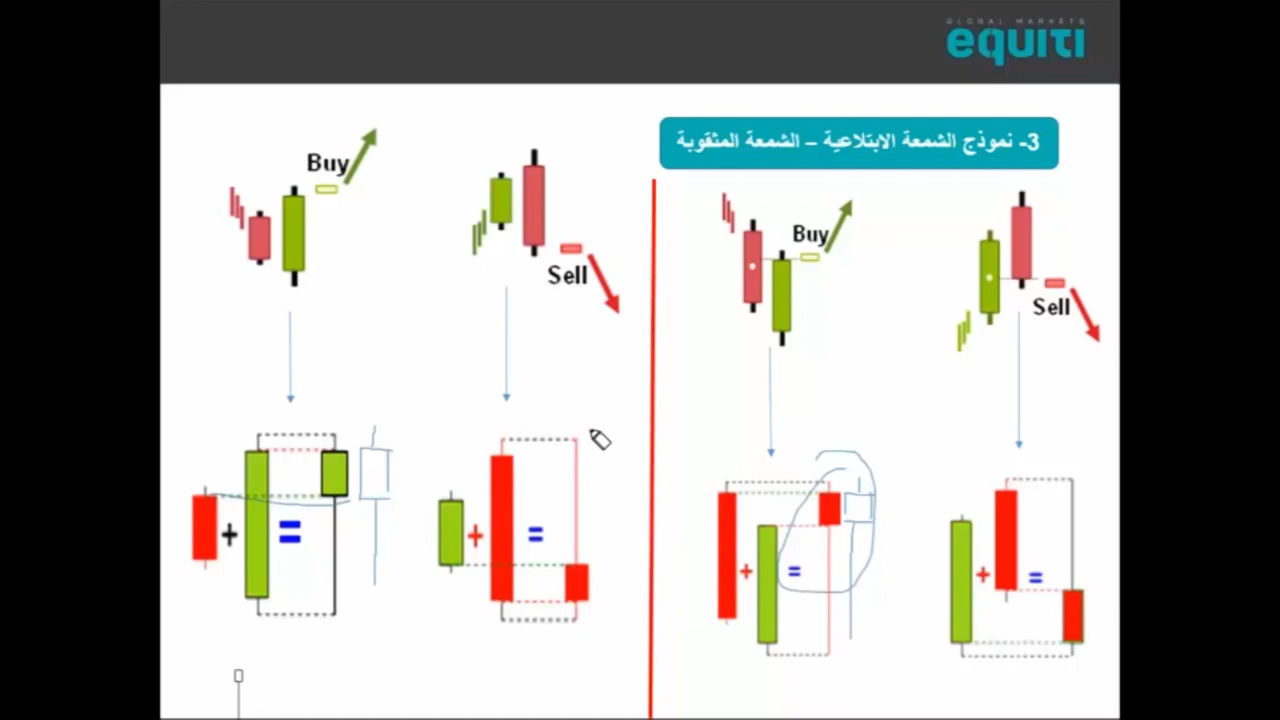 GLOBAL MARKETS
equiti
3- نموذج الشمعة الابتلاعية – الشمعة المثقوبة
Buy
Sell
Buy
Sell
+ =
+ =
+ =
+ =